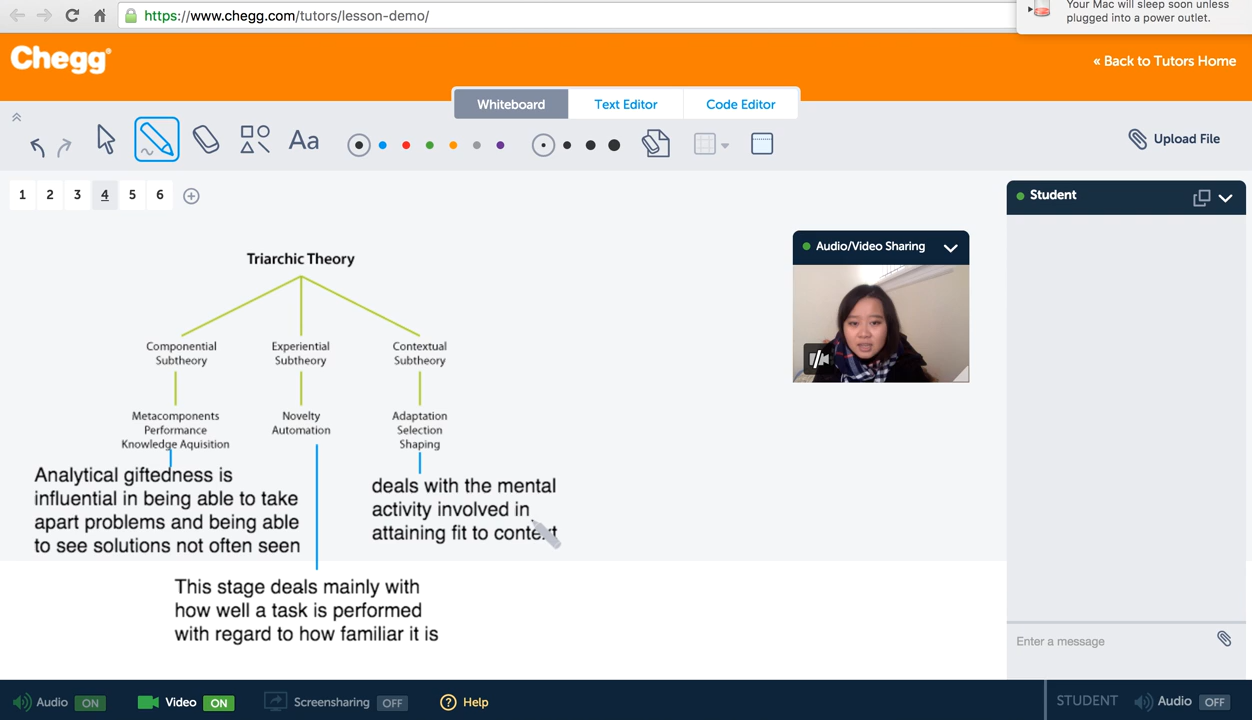 https://www.chegg.com/tutors/lesson-demo/
Your Mac will sleep soon unless
plugged into a power outlet.
Chegg®
« Back to Tutors Home
Whiteboard
Text Editor
Code Editor
Aa
Upload File
1 2 3 4 5 6
Student
Audio/Video Sharing
Triarchic Theory
Componential
Subtheory
Experiential
Subtheory
Contextual
Subtheory
Metacomponents
Performance
Knowledge Aquisition
Novelty
Automation
Adaptation
Selection
Shaping
Analytical giftedness is
influential in being able to take
apart problems and being able
to see solutions not often seen
deals with the mental
activity involved in
attaining fit to context
This stage deals mainly with
how well a task is performed
with regard to how familiar it is
Enter a message
Audio ON
Video ON
Screensharing OFF
? Help
STUDENT
Audio OFF